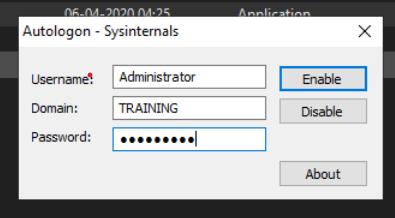 06-04-2020 04:25 Application
Autologon - Sysinternals
Username: Administrator Enable
Domain: TRAINING Disable
Password: ●●●●●●●●●
About